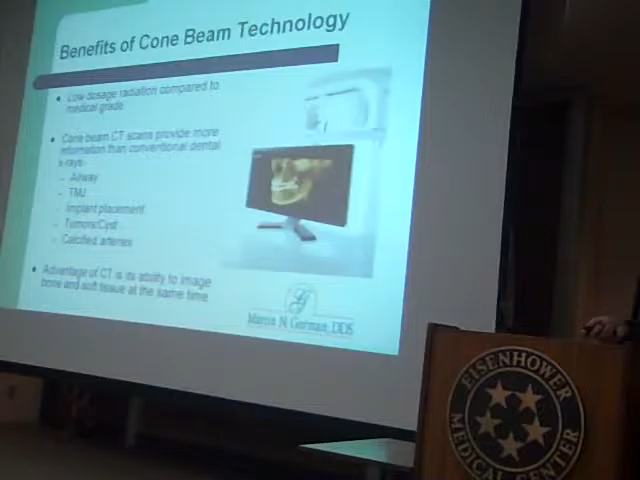 Benefits of Cone Beam Technology
• Low dosage radiation compared to
medical grade
• Cone beam CT scans provide more
information than conventional dental
x-rays
- Airway
- TMJ
- Implant placement
- Tumors/Cyst
- Calcified arteries
• Advantage of CT is its ability to image
bone and soft tissue at the same time
Marvin N Gorman, DDS
EISENHOWER
MEDICAL CENTER